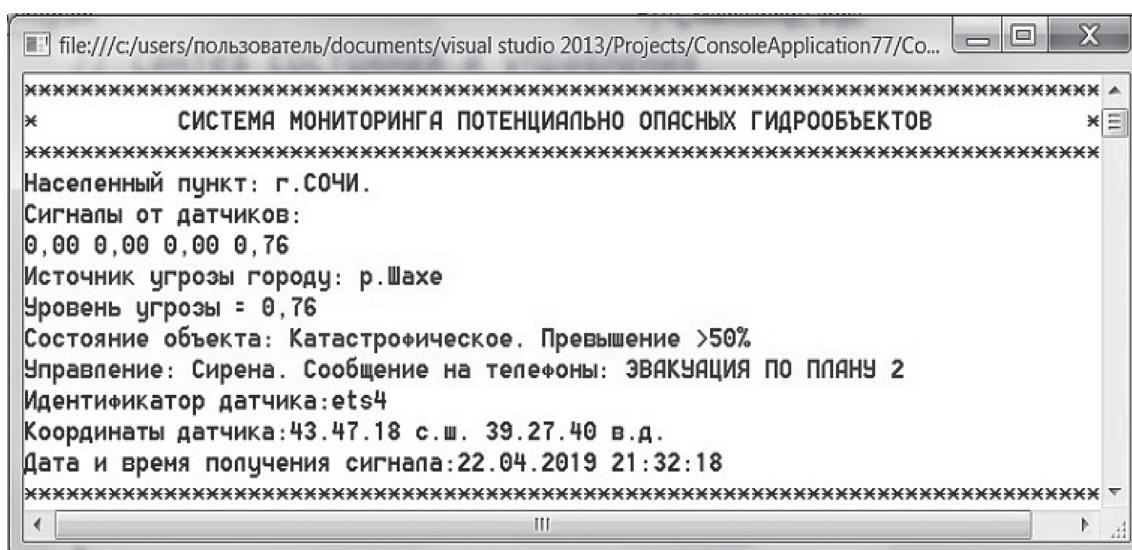 file:///c:/users/пользователь/documents/visual studio 2013/Projects/ConsoleApplication77/Co...
*****************************************************************************
* СИСТЕМА МОНИТОРИНГА ПОТЕНЦИАЛЬНО ОПАСНЫХ ГИДРООБЪЕКТОВ *
*****************************************************************************
Населенный пункт: г.СОЧИ.
Сигналы от датчиков:
0,00 0,00 0,00 0,76
Источник угрозы городу: р.Шахе
Уровень угрозы = 0,76
Состояние объекта: Катастрофическое. Превышение >50%
Управление: Сирена. Сообщение на телефоны: ЭВАКУАЦИЯ ПО ПЛАНУ 2
Идентификатор датчика:ets4
Координаты датчика:43.47.18 с.ш. 39.27.40 в.д.
Дата и время получения сигнала:22.04.2019 21:32:18
*****************************************************************************